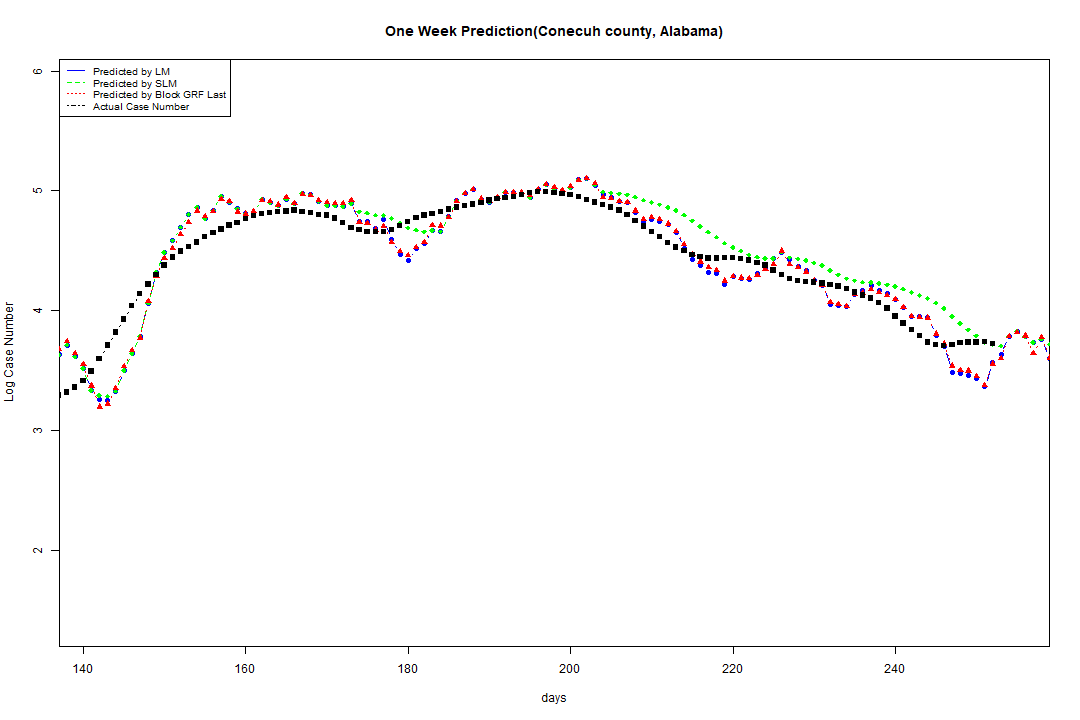 One Week Prediction(Conecuh county, Alabama)
Predicted by LM
Predicted by SLM
Predicted by Block GRF Last
Actual Case Number
6
5
4
3
2
Log Case Number
140 160 180 200 220 240
days